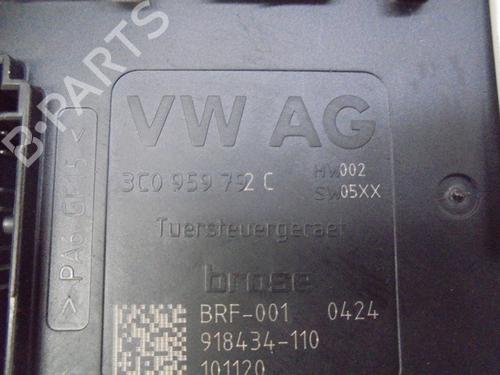 B-PARTS
VW AG
3C0 959 792 C
HW002
SW05XX
Tuersteuergeraet
brose
BRF-001 0424
918434-110
101120
>PA6 GF15<